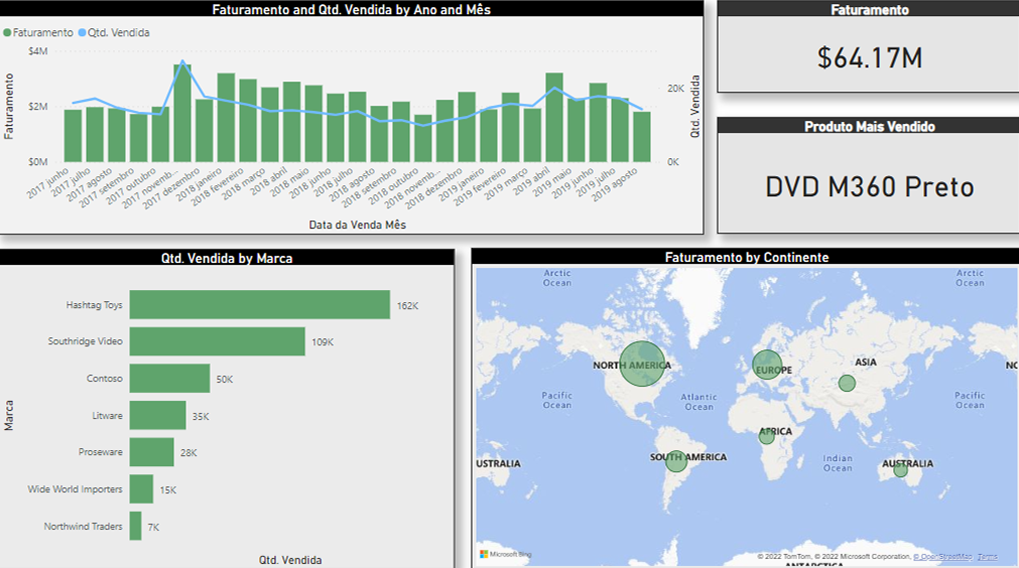 Faturamento and Qtd. Vendida by Ano and Mês
Faturamento Qtd. Vendida
$4M
$2M
$0M
Faturamento
20K
0K
Qtd. Vendida
2017 junho
2017 julho
2017 agosto
2017 setembro
2017 outubro
2017 novemb...
2017 dezembro
2018 janeiro
2018 fevereiro
2018 março
2018 abril
2018 maio
2018 junho
2018 julho
2018 agosto
2018 setembro
2018 outubro
2018 novemb...
2018 dezembro
2019 janeiro
2019 fevereiro
2019 março
2019 abril
2019 maio
2019 junho
2019 julho
2019 agosto
Data da Venda Mês
Faturamento
$64.17M
Produto Mais Vendido
DVD M360 Preto
Qtd. Vendida by Marca
Marca
Hashtag Toys 162K
Southridge Video 109K
Contoso 50K
Litware 35K
Proseware 28K
Wide World Importers 15K
Northwind Traders 7K
Qtd. Vendida
Faturamento by Continente
Arctic
Ocean
Arctic
Ocean
NORTH AMERICA
EUROPE
ASIA
NO
Pacific
Ocean
Atlantic
Ocean
Pacific
Ocean
AFRICA
SOUTH AMERICA
Indian
Ocean
USTRALIA
AUSTRALIA
Microsoft Bing
© 2022 TomTom, © 2022 Microsoft Corporation, © OpenStreetMap Terms
ANTARCTICA